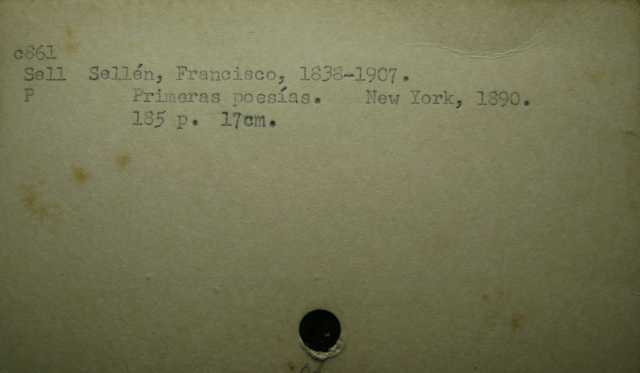 c861
Sell Sellén, Francisco, 1838-1907.
P Primeras poesías. New York, 1890.
185 p. 17cm.